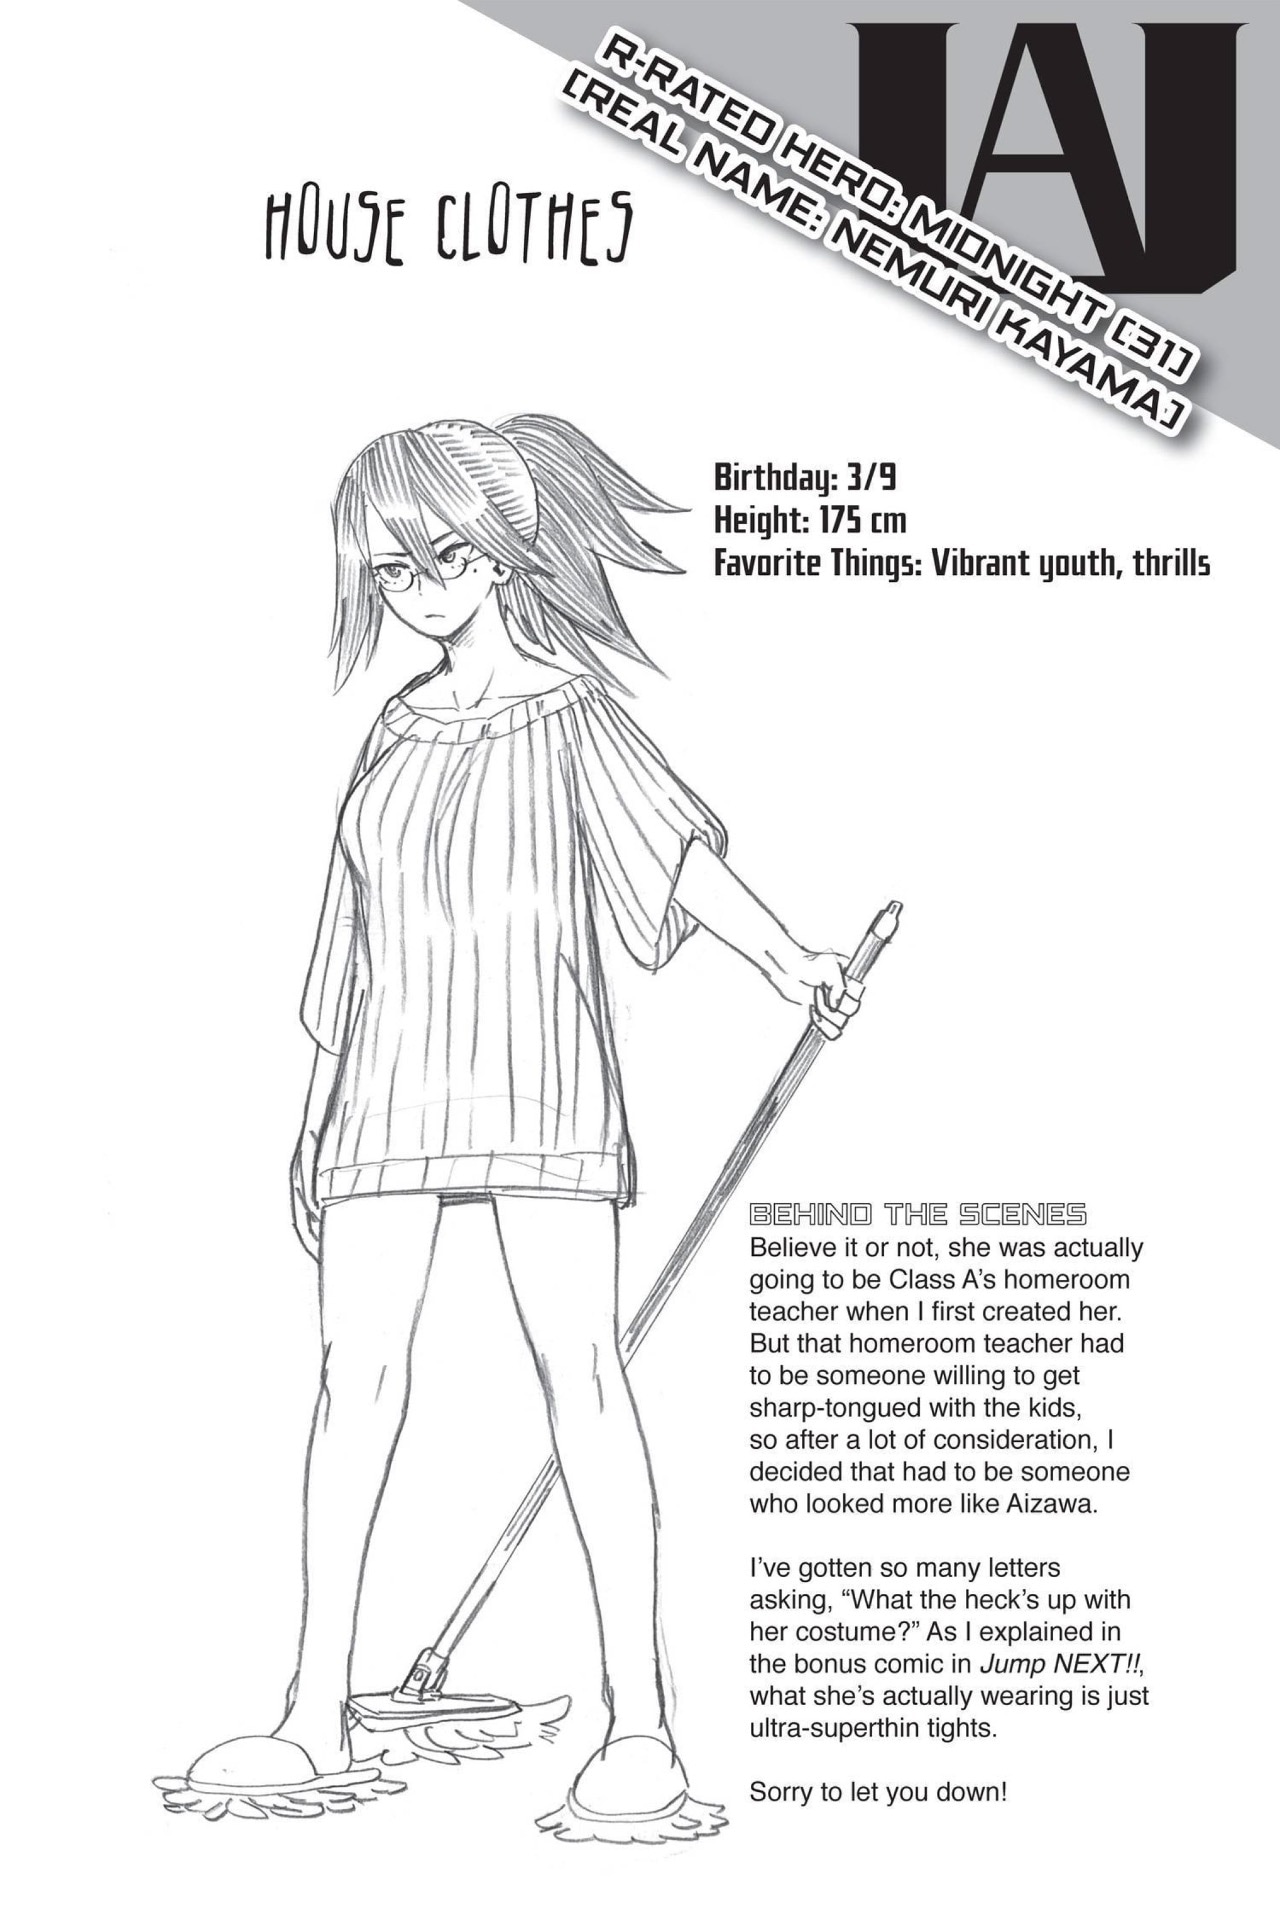 R-RATED HERO: MIDNIGHT (31)
(REAL NAME: NEMURI KAYAMA)
UA
HOUSE CLOTHES
Birthday: 3/9
Height: 175 cm
Favorite Things: Vibrant youth, thrills
BEHIND THE SCENES
Believe it or not, she was actually
going to be Class A’s homeroom
teacher when I first created her.
But that homeroom teacher had
to be someone willing to get
sharp-tongued with the kids,
so after a lot of consideration, I
decided that had to be someone
who looked more like Aizawa.
I’ve gotten so many letters
asking, “What the heck’s up with
her costume?” As I explained in
the bonus comic in Jump NEXT!!,
what she’s actually wearing is just
ultra-superthin tights.
Sorry to let you down!